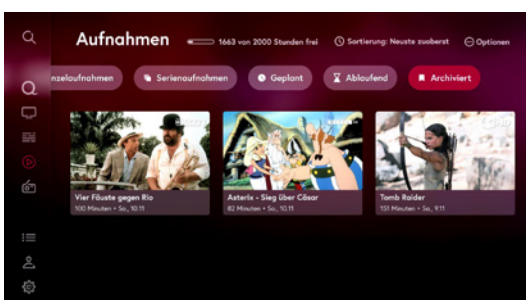 Aufnahmen
1663 von 2000 Stunden frei
Sortierung: Neuste zuoberst
Optionen
nzelaufnahmen
Serienaufnahmen
Geplant
Ablaufend
Archiviert
Vier Fäuste gegen Rio
100 Minuten • So., 10.11
Asterix - Sieg über Cäsar
82 Minuten • So., 10.11
Tomb Raider
151 Minuten • Sa., 9.11